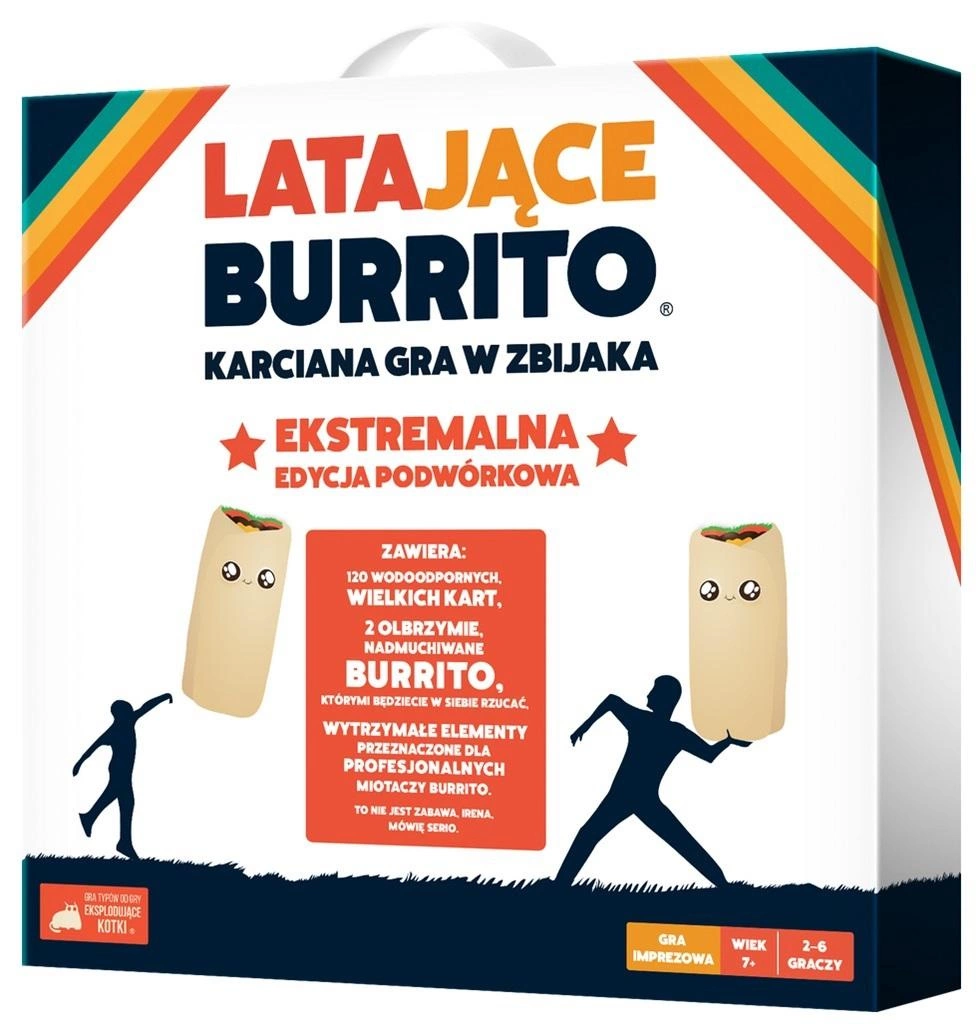 LATAJĄCE
BURRITO®
KARCIANA GRA W ZBIJAKA
EKSTREMALNA
EDYCJA PODWÓRKOWA
ZAWIERA:
120 WODOODPORNYCH,
WIELKICH KART,
2 OLBRZYMIE,
NADMUCHIWANE
BURRITO,
KTÓRYMI BĘDZIECIE W SIEBIE RZUCAĆ,
WYTRZYMAŁE ELEMENTY
PRZEZNACZONE DLA
PROFESJONALNYCH
MIOTACZY BURRITO.
TO NIE JEST ZABAWA, IRENA,
MÓWIĘ SERIO.
GRA TYPÓW OD GRY
EKSPLODUJĄCE
KOTKI®
GRA
IMPREZOWA
WIEK
7+
2–6
GRACZY